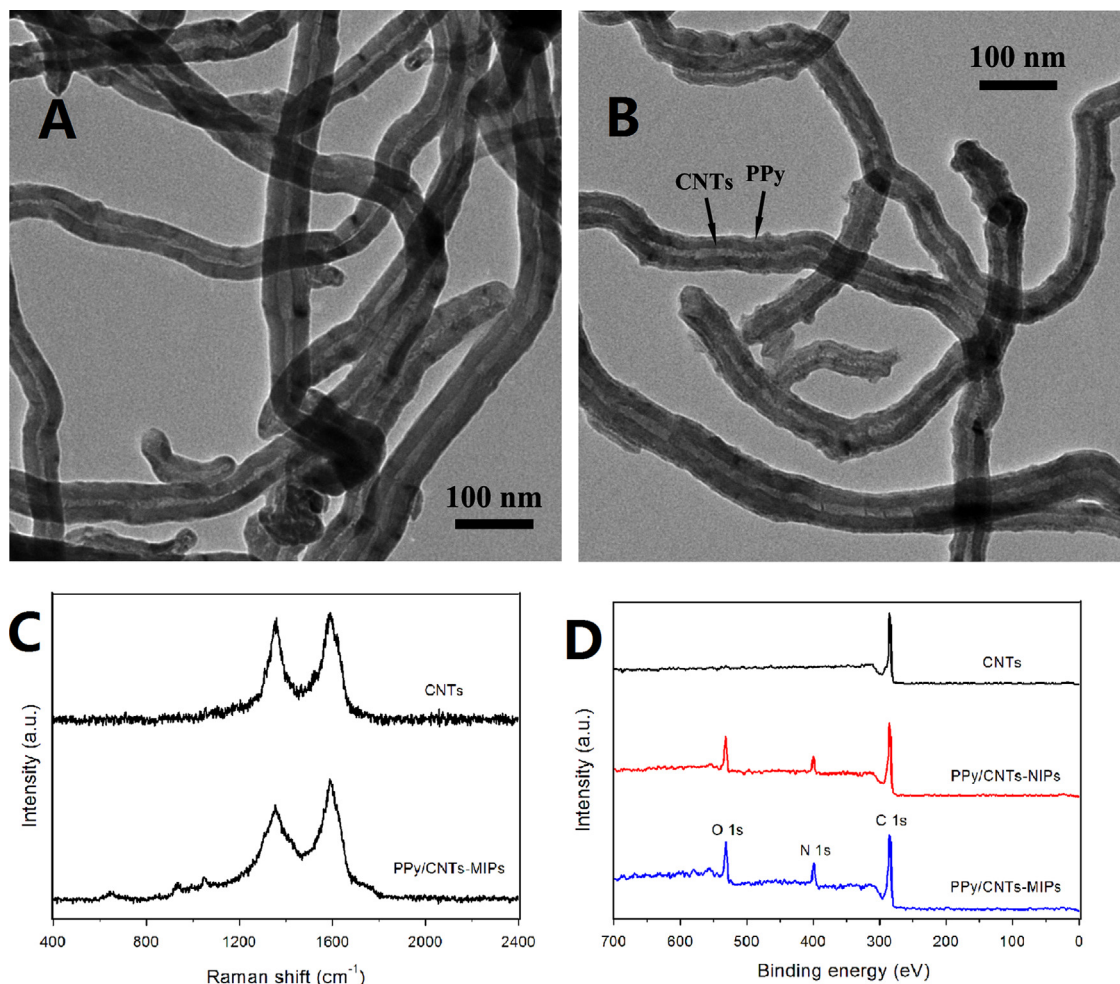 A
100 nm
B
100 nm
CNTs
PPy
C
CNTs
PPy/CNTs-MIPs
Intensity (a.u.)
400 800 1200 1600 2000 2400
Raman shift (cm⁻¹)
D
CNTs
PPy/CNTs-NIPs
O 1s
N 1s
C 1s
PPy/CNTs-MIPs
Intensity (a.u.)
700 600 500 400 300 200 100 0
Binding energy (eV)